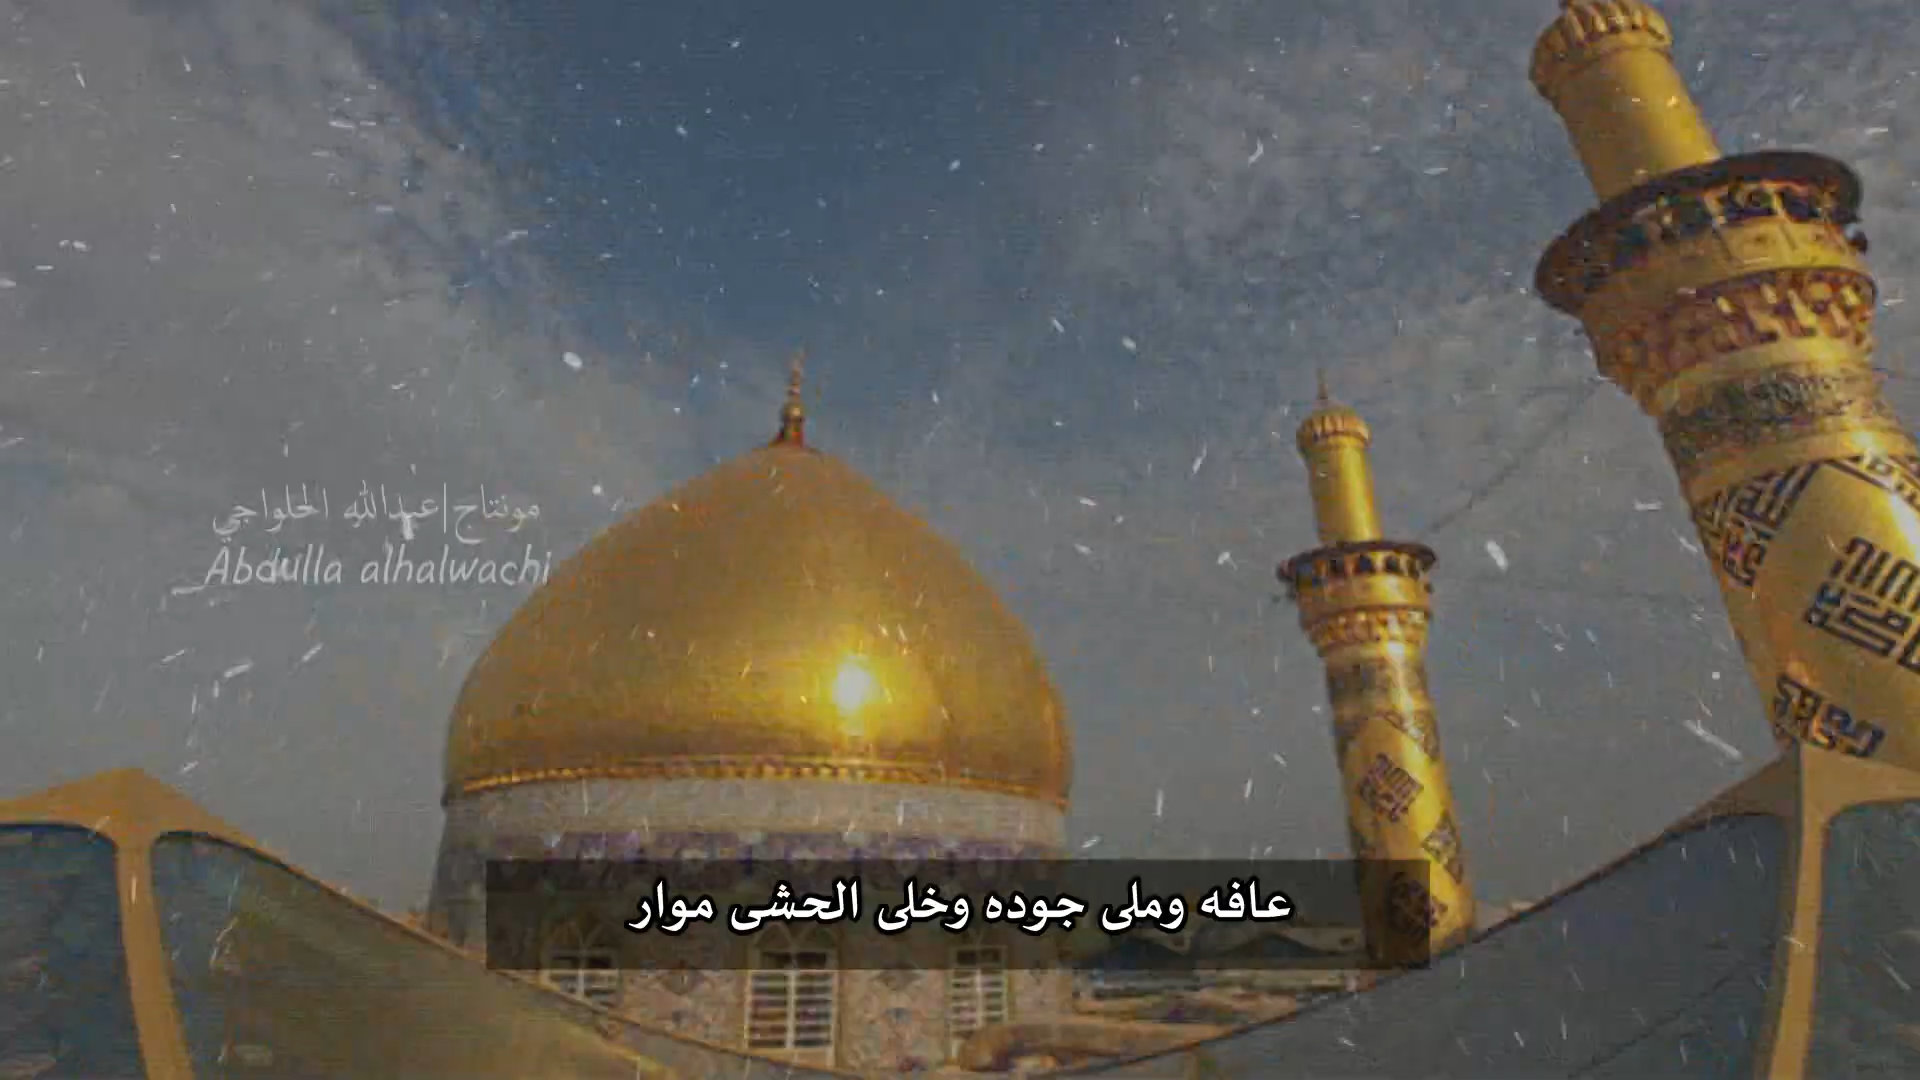 مونتاج|عبدالله الحلواجي
Abdulla alhalwachi
عافه وملى جوده وخلى الحشى موار